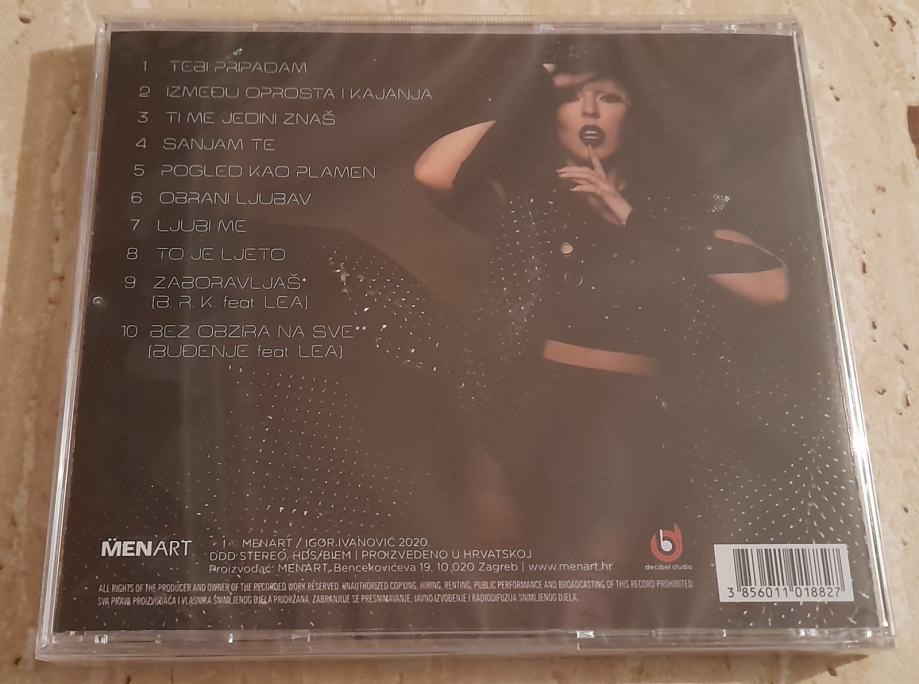 1 TEBI PRIPADAM
2 IZMEĐU OPROSTA I KAJANJA
3 TI ME JEDINI ZNAŠ
4 SANJAM TE
5 POGLED KAO PLAMEN
6 OBRANI LJUBAV
7 LJUBI ME
8 TO JE LJETO
9 ZABORAVLJAŠ*
(B. R. K. feat. LEA)
10 BEZ OBZIRA NA SVE**
(BUĐENJE feat. LEA)
MENART
MENART / IGOR IVANOVIĆ 2020.
DDD STEREO, HDS/BIEM | PROIZVEDENO U HRVATSKOJ
Proizvođač: MENART, Bencekovićeva 19, 10 020 Zagreb | www.menart.hr
decibel studio
ALL RIGHTS OF THE PRODUCER AND OWNER OF THE RECORDED WORK RESERVED. UNAUTHORIZED COPYING, HIRING, RENTING, PUBLIC PERFORMANCE AND BROADCASTING OF THIS RECORD PROHIBITED.
SVA PRAVA PROIZVOĐAČA I VLASNIKA SNIMLJENOG DJELA PRIDRŽANA. ZABRANJUJE SE PRESNIMAVANJE, JAVNO IZVOĐENJE I RADIODIFUZIJA SNIMLJENOG DJELA.
3 856011 018827